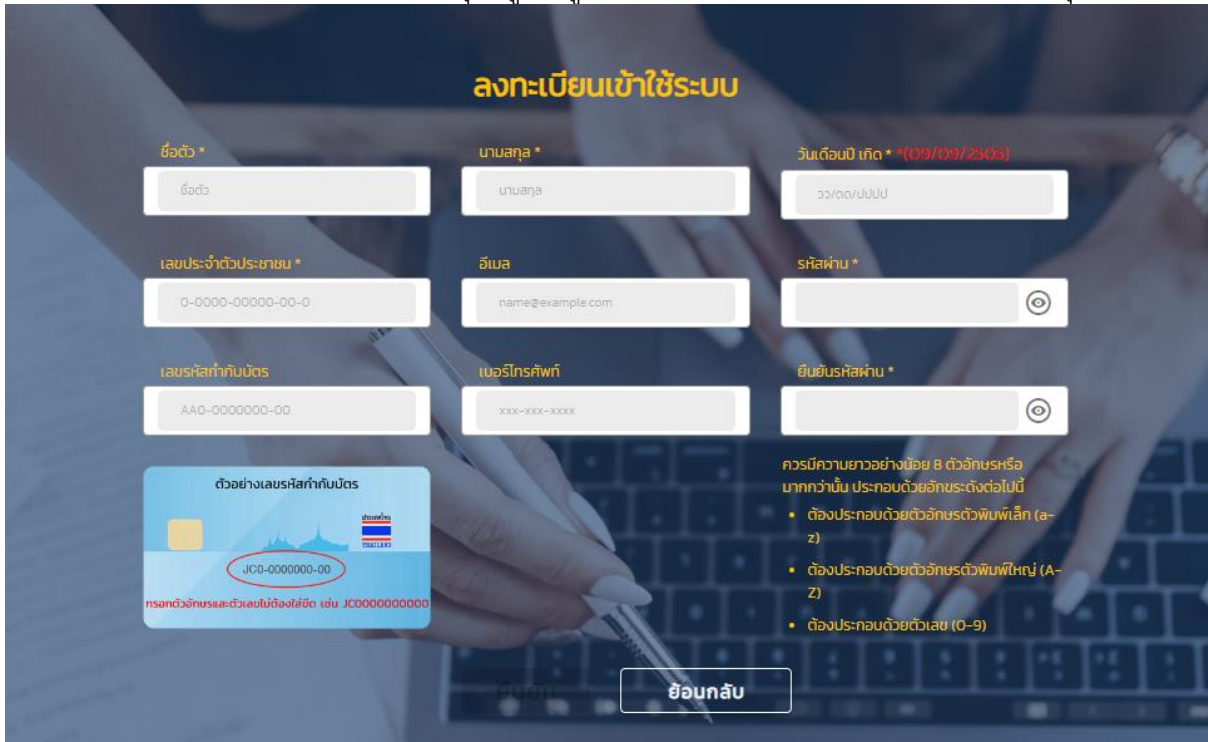 ลงทะเบียนเข้าใช้ระบบ
ชื่อตัว *
นามสกุล *
วันเดือนปี เกิด * *(09/09/2505)
ชื่อตัว
นามสกุล
วว/ดด/ปปปป
เลขประจำตัวประชาชน *
อีเมล
รหัสผ่าน *
0-0000-00000-00-0
name@example.com
เลขรหัสกำกับบัตร
เบอร์โทรศัพท์
ยืนยันรหัสผ่าน *
AA0-0000000-00
xxx-xxx-xxxx
ตัวอย่างเลขรหัสกำกับบัตร
ประเทศไทย
THAILAND
JC0-0000000-00
กรอกตัวอักษรและตัวเลขไม่ต้องใส่ขีด เช่น JC0000000000
ควรมีความยาวอย่างน้อย 8 ตัวอักษรหรือ
มากกว่านั้น ประกอบด้วยอักขระดังต่อไปนี้
• ต้องประกอบด้วยตัวอักษรตัวพิมพ์เล็ก (a-
z)
• ต้องประกอบด้วยตัวอักษรตัวพิมพ์ใหญ่ (A-
Z)
• ต้องประกอบด้วยตัวเลข (0-9)
ยืนยัน
ย้อนกลับ